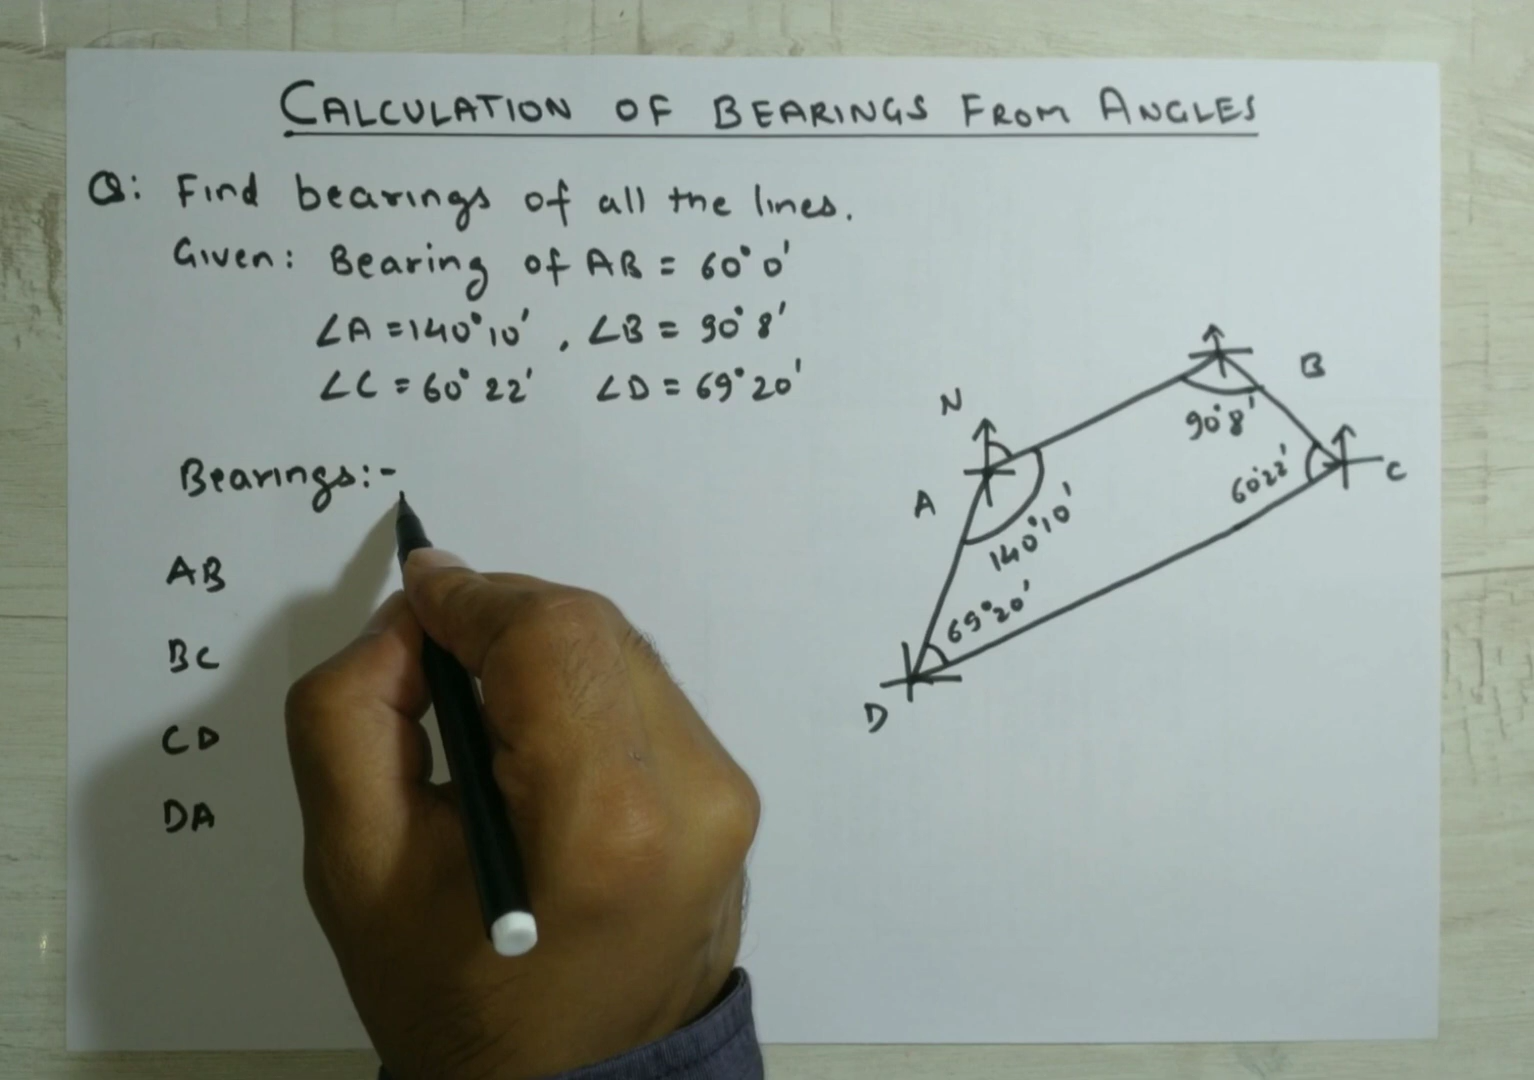 CALCULATION OF BEARINGS FROM ANGLES
Q: Find bearings of all the lines.
Given: Bearing of AB = 60° 0'
∠A = 140° 10' , ∠B = 90° 8'
∠C = 60° 22' ∠D = 69° 20'
Bearings:-
AB
BC
CD
DA
N
A
B
C
D
90°8'
60°22'
140°10'
69°20'